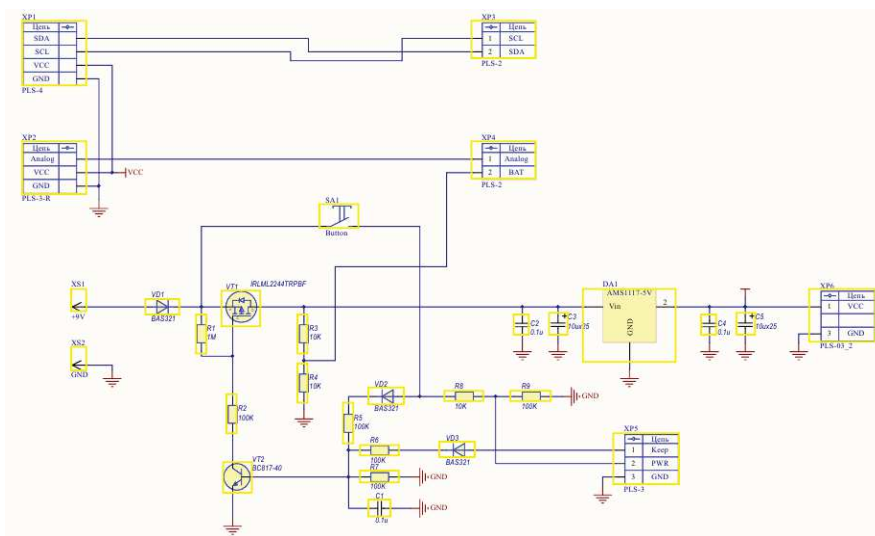 XP1
Цепь
SDA
SCL
VCC
GND
PLS-4
XP3
Цепь
1 SCL
2 SDA
PLS-2
XP2
Цепь
Analog
VCC
GND
PLS-3-R
VCC
XP4
Цепь
1 Analog
2 BAT
PLS-2
SA1
Button
XS1
+9V
VD1
BAS321
VT1
IRLML2244TRPBF
R1
1M
R3
10K
R4
10K
C2
0.1u
C3
10ux25
DA1
AMS1117-5V
Vin
2
GND
C4
0.1u
C5
10ux25
XP6
Цепь
1 VCC
3 GND
PLS-03_2
XS2
GND
R2
100K
VD2
BAS321
R8
10K
R9
100K
GND
R5
100K
R6
100K
VD3
BAS321
XP5
Цепь
1 Keep
2 PWR
3 GND
PLS-3
VT2
BC817-40
R7
100K
GND
C1
0.1u
GND